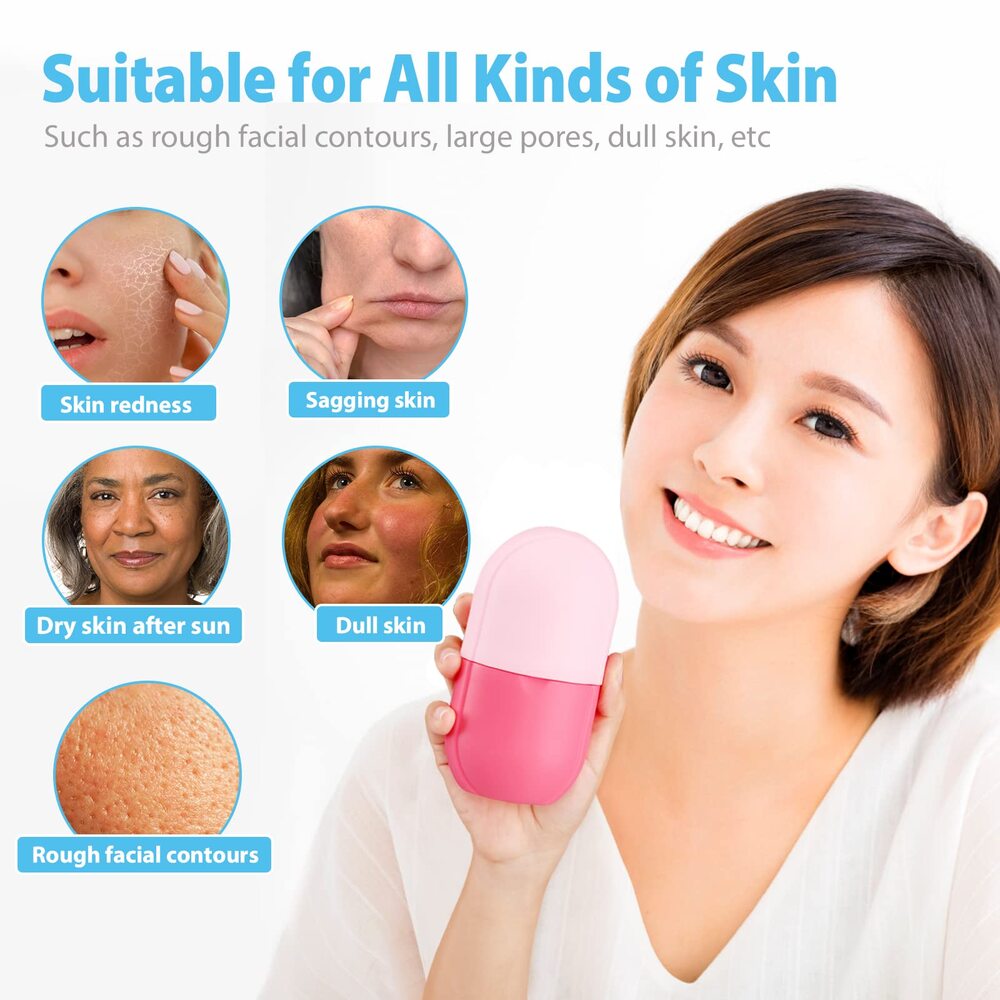 Suitable for All Kinds of Skin
Such as rough facial contours, large pores, dull skin, etc
Skin redness
Sagging skin
Dry skin after sun
Dull skin
Rough facial contours